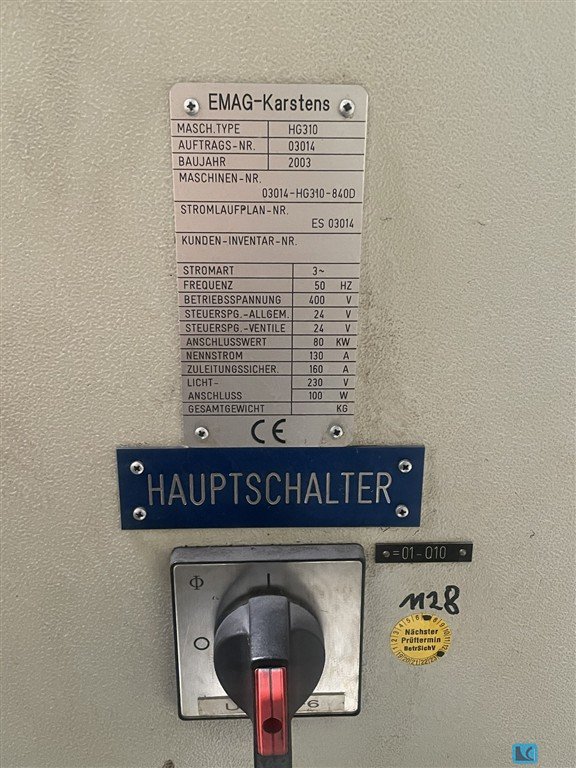 EMAG-Karstens
MASCH.TYPE HG310
AUFTRAGS-NR. 03014
BAUJAHR 2003
MASCHINEN-NR.
03014-HG310-840D
STROMLAUFPLAN-NR.
ES 03014
KUNDEN-INVENTAR-NR.
STROMART 3~
FREQUENZ 50 HZ
BETRIEBSSPANNUNG 400 V
STEUERSPG.-ALLGEM. 24 V
STEUERSPG.-VENTILE 24 V
ANSCHLUSSWERT 80 KW
NENNSTROM 130 A
ZULEITUNGSSICHER. 160 A
LICHT- 230 V
ANSCHLUSS 100 W
GESAMTGEWICHT KG
CE
HAUPTSCHALTER
=01-010
I
O
1128
Nächster
Prüftermin
BetrSichV